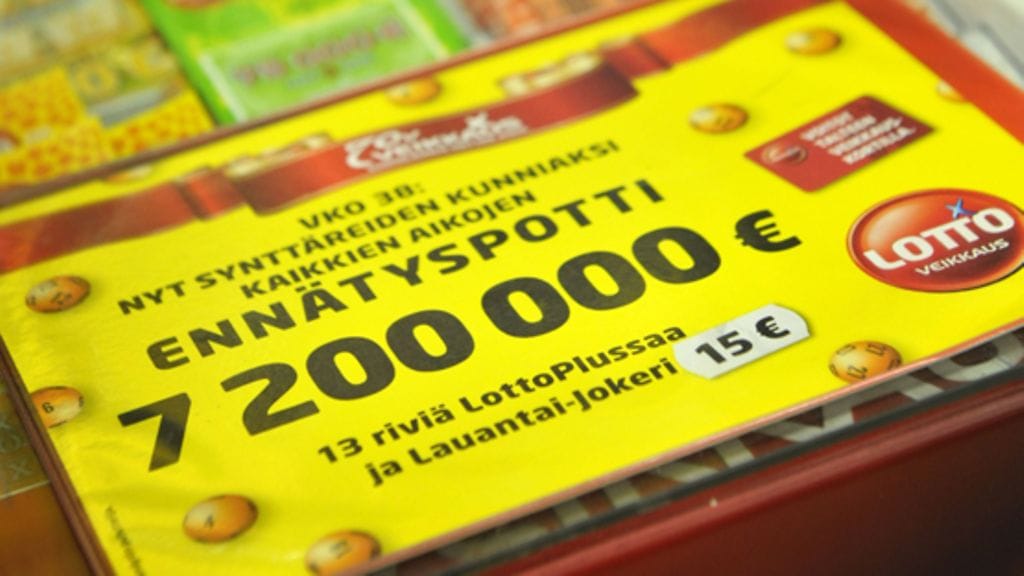 VEIKKAUS
VKO 38:
NYT SYNTTÄREIDEN KUNNIAKSI
KAIKKIEN AIKOJEN
ENNÄTYSPOTTI
7 200 000 €
13 riviä LottoPlussaa
ja Lauantai-Jokeri 15 €
LOTTO
VEIKKAUS